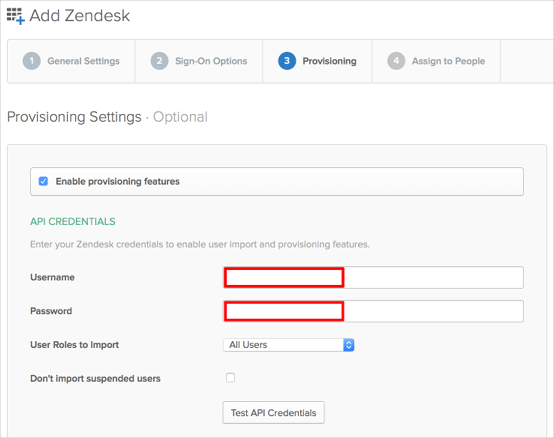 Add Zendesk
1 General Settings
2 Sign-On Options
3 Provisioning
4 Assign to People
Provisioning Settings · Optional
Enable provisioning features
API CREDENTIALS
Enter your Zendesk credentials to enable user import and provisioning features.
Username
Password
User Roles to Import All Users
Don't import suspended users
Test API Credentials